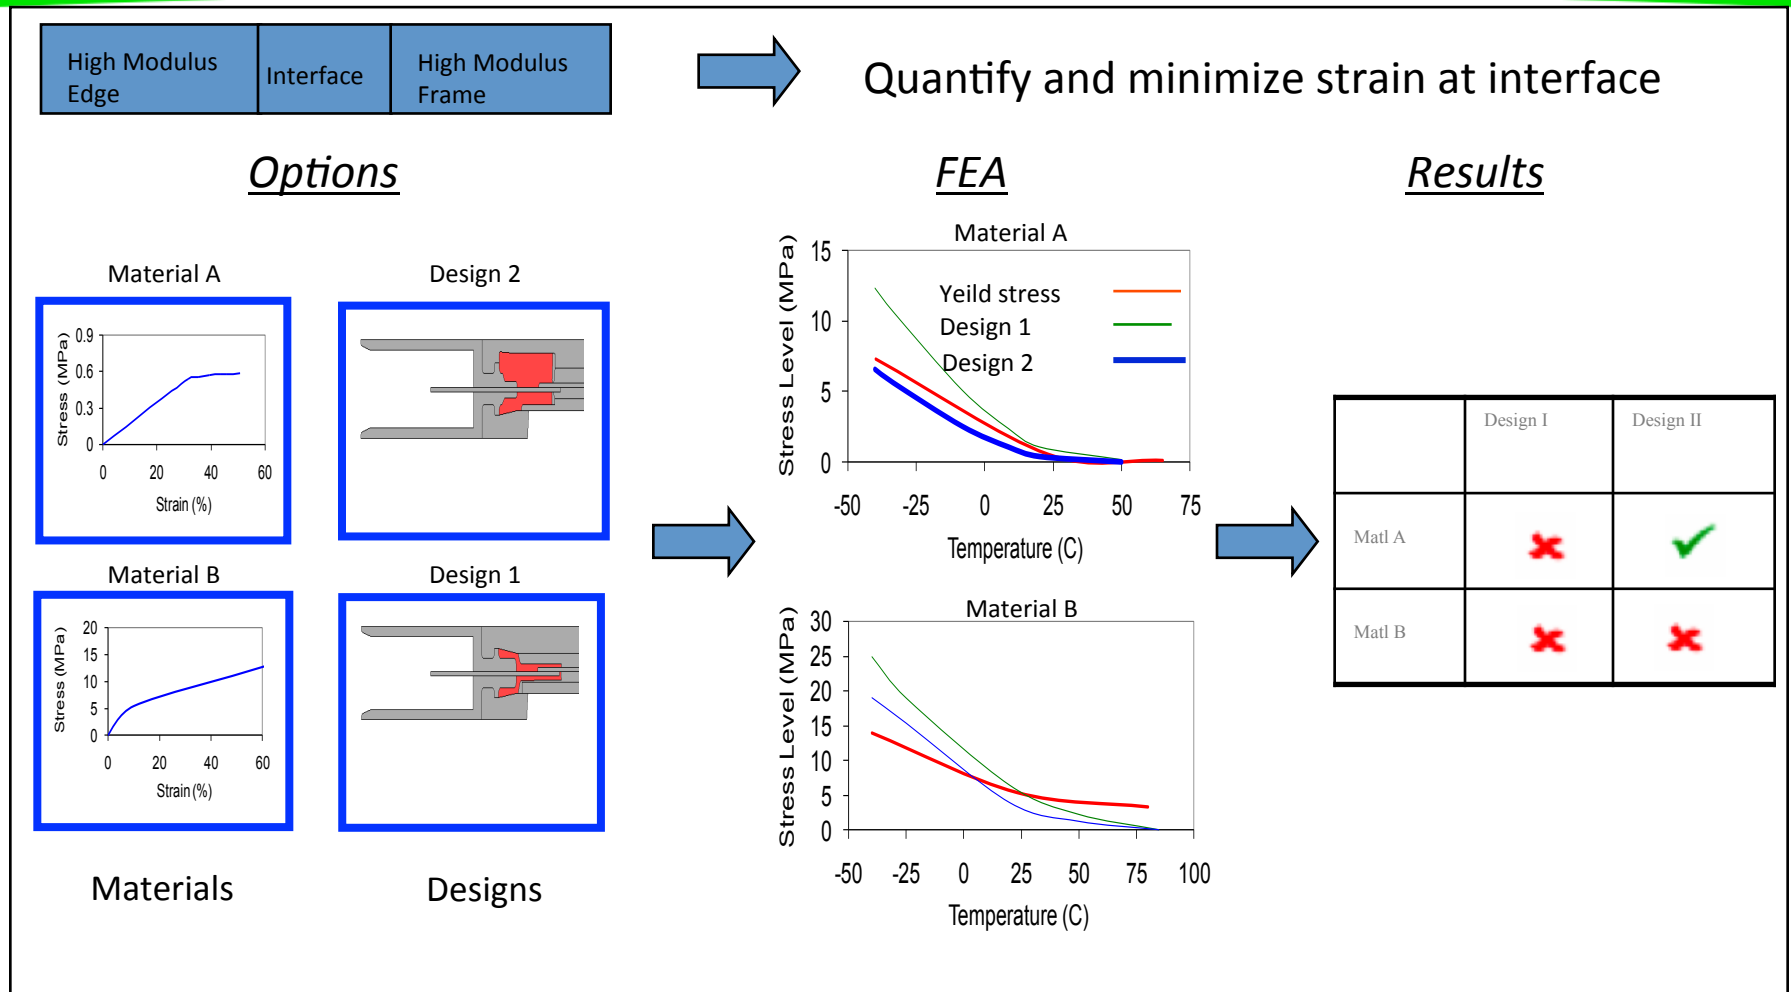 High Modulus
Edge
Interface
High Modulus
Frame
Quantify and minimize strain at interface
Options
FEA
Results
Material A
Stress (MPa)
0.9
0.6
0.3
0
0
20
40
60
Strain (%)
Design 2
Material B
Stress (MPa)
20
15
10
5
0
0
20
40
60
Strain (%)
Design 1
Materials
Designs
Material A
Stress Level (MPa)
15
10
5
0
Yeild stress
Design 1
Design 2
-50
-25
0
25
50
75
Temperature (C)
Material B
Stress Level (MPa)
30
25
20
15
10
5
0
-50
-25
0
25
50
75
100
Temperature (C)
Design I
Design II
Matl A
Matl B